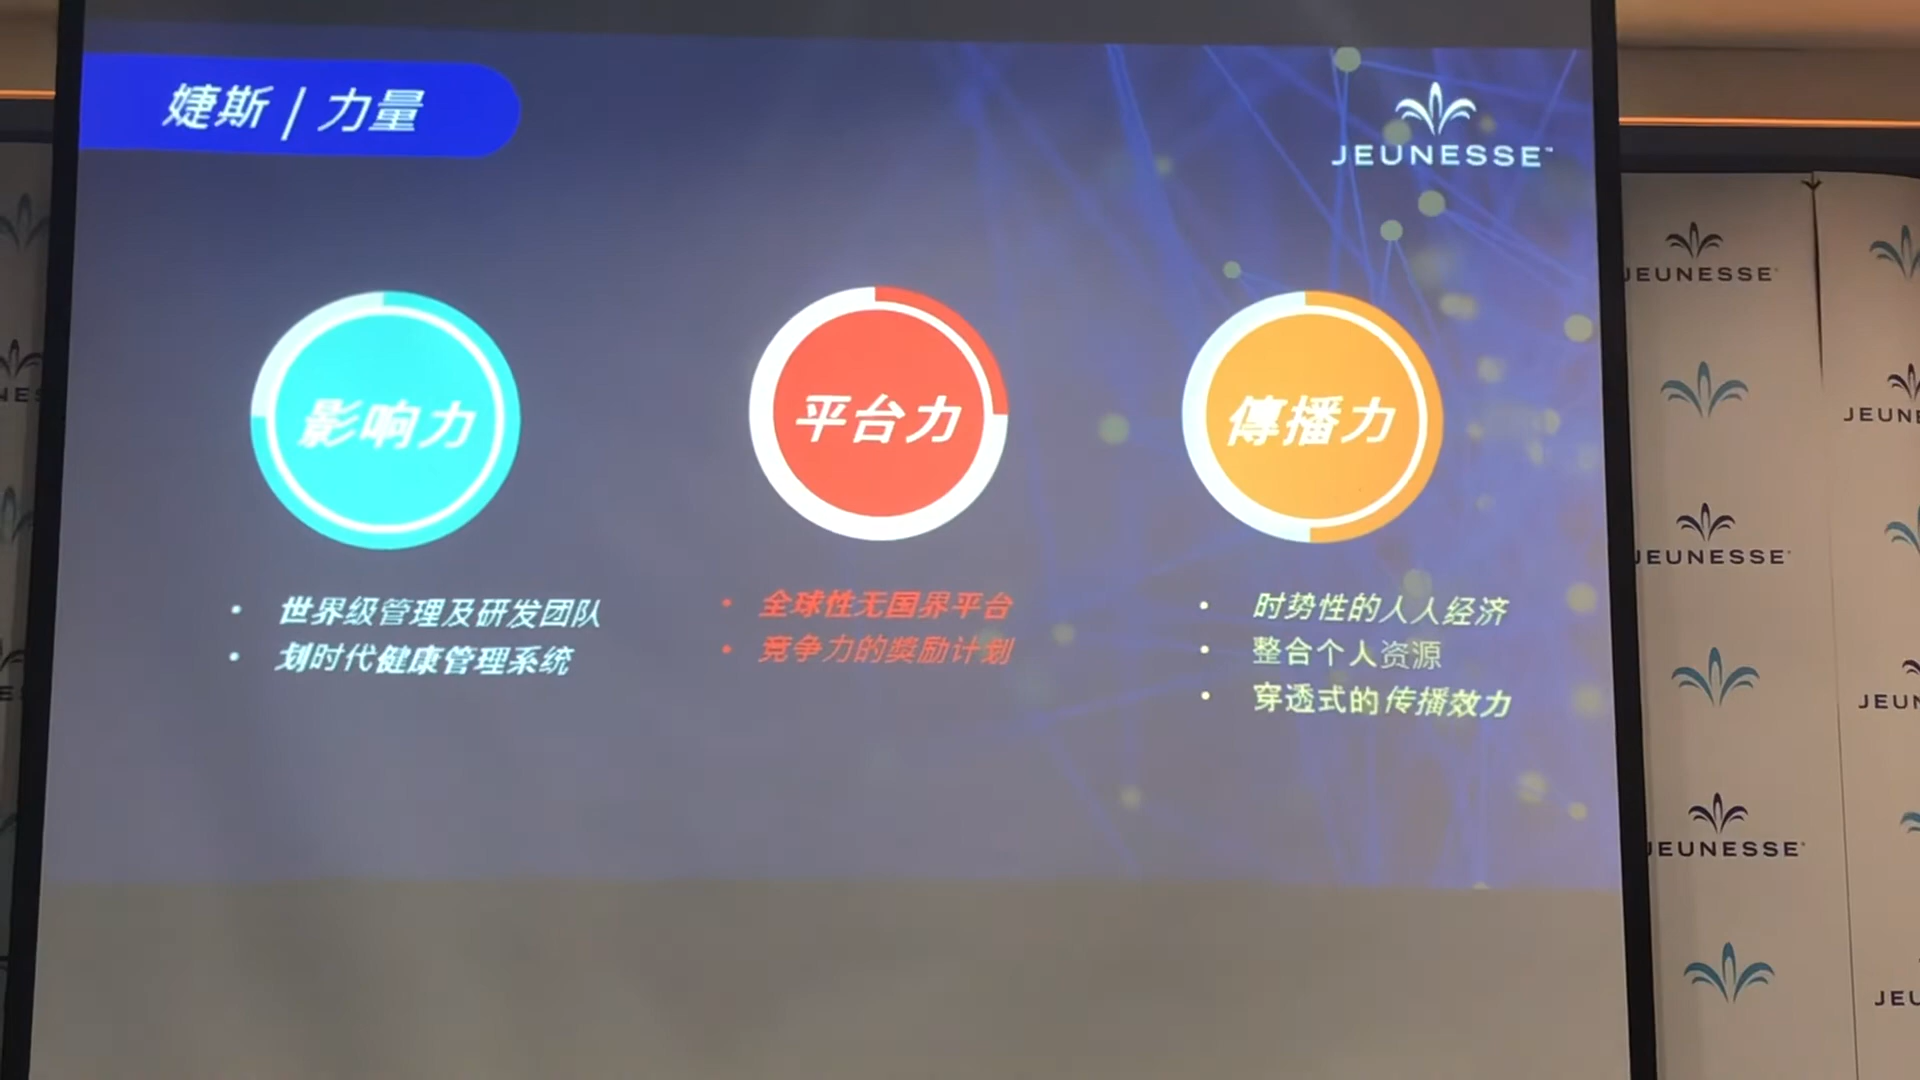 婕斯 / 力量
JEUNESSE™
影响力
平台力
傳播力
• 世界级管理及研发团队
• 划时代健康管理系统
• 全球性无国界平台
• 竞争力的奖励计划
• 时势性的人人经济
• 整合个人资源
• 穿透式的传播效力
JEUNESSE
JEUNESSE
JEUNESSE